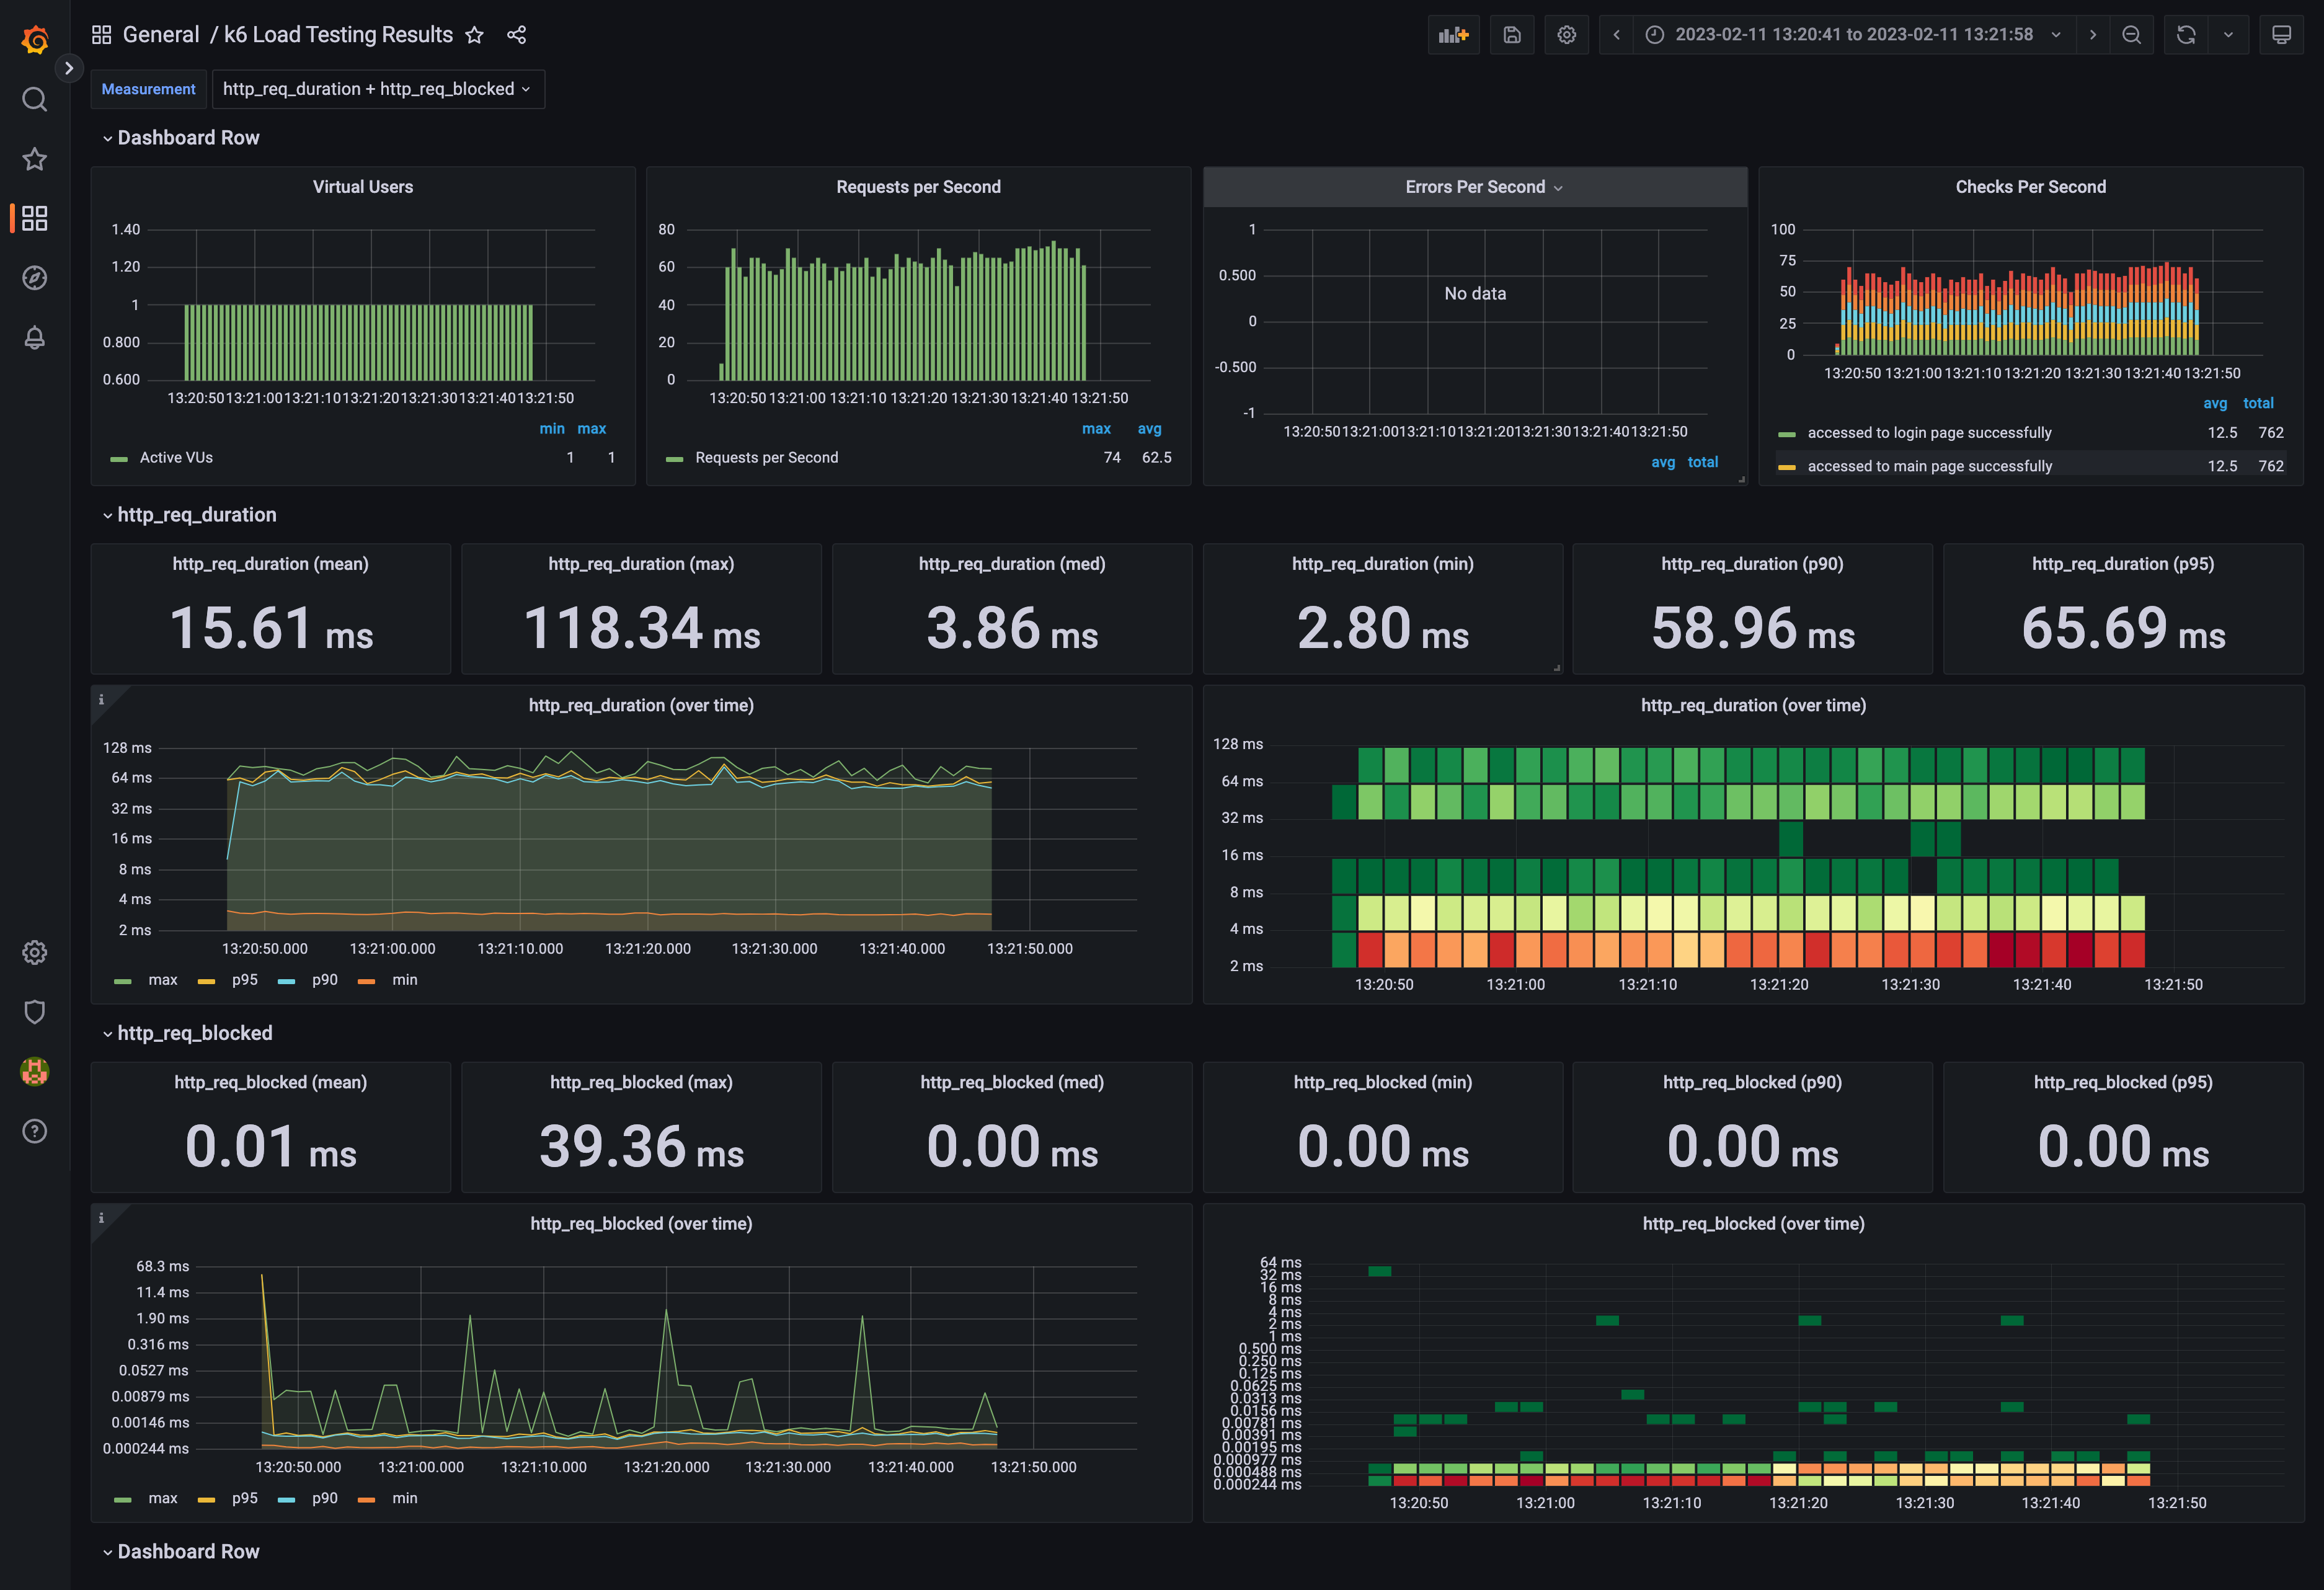 General / k6 Load Testing Results
2023-02-11 13:20:41 to 2023-02-11 13:21:58
Measurement http_req_duration + http_req_blocked
Dashboard Row
Virtual Users
1.40
1.20
1
0.800
0.600
13:20:50 13:21:00 13:21:10 13:21:20 13:21:30 13:21:40 13:21:50
min max
Active VUs 1 1
Requests per Second
80
60
40
20
0
13:20:50 13:21:00 13:21:10 13:21:20 13:21:30 13:21:40 13:21:50
max avg
Requests per Second 74 62.5
Errors Per Second
1
0.500
0
-0.500
-1
No data
13:20:50 13:21:00 13:21:10 13:21:20 13:21:30 13:21:40 13:21:50
avg total
Checks Per Second
100
75
50
25
0
13:20:50 13:21:00 13:21:10 13:21:20 13:21:30 13:21:40 13:21:50
avg total
accessed to login page successfully 12.5 762
accessed to main page successfully 12.5 762
http_req_duration
http_req_duration (mean)
15.61 ms
http_req_duration (max)
118.34 ms
http_req_duration (med)
3.86 ms
http_req_duration (min)
2.80 ms
http_req_duration (p90)
58.96 ms
http_req_duration (p95)
65.69 ms
http_req_duration (over time)
128 ms
64 ms
32 ms
16 ms
8 ms
4 ms
2 ms
13:20:50.000 13:21:00.000 13:21:10.000 13:21:20.000 13:21:30.000 13:21:40.000 13:21:50.000
max p95 p90 min
http_req_duration (over time)
128 ms
64 ms
32 ms
16 ms
8 ms
4 ms
2 ms
13:20:50 13:21:00 13:21:10 13:21:20 13:21:30 13:21:40 13:21:50
http_req_blocked
http_req_blocked (mean)
0.01 ms
http_req_blocked (max)
39.36 ms
http_req_blocked (med)
0.00 ms
http_req_blocked (min)
0.00 ms
http_req_blocked (p90)
0.00 ms
http_req_blocked (p95)
0.00 ms
http_req_blocked (over time)
68.3 ms
11.4 ms
1.90 ms
0.316 ms
0.0527 ms
0.00879 ms
0.00146 ms
0.000244 ms
13:20:50.000 13:21:00.000 13:21:10.000 13:21:20.000 13:21:30.000 13:21:40.000 13:21:50.000
max p95 p90 min
http_req_blocked (over time)
64 ms
32 ms
16 ms
8 ms
4 ms
2 ms
1 ms
0.500 ms
0.250 ms
0.125 ms
0.0625 ms
0.0313 ms
0.0156 ms
0.00781 ms
0.00391 ms
0.00195 ms
0.000977 ms
0.000488 ms
0.000244 ms
13:20:50 13:21:00 13:21:10 13:21:20 13:21:30 13:21:40 13:21:50
Dashboard Row